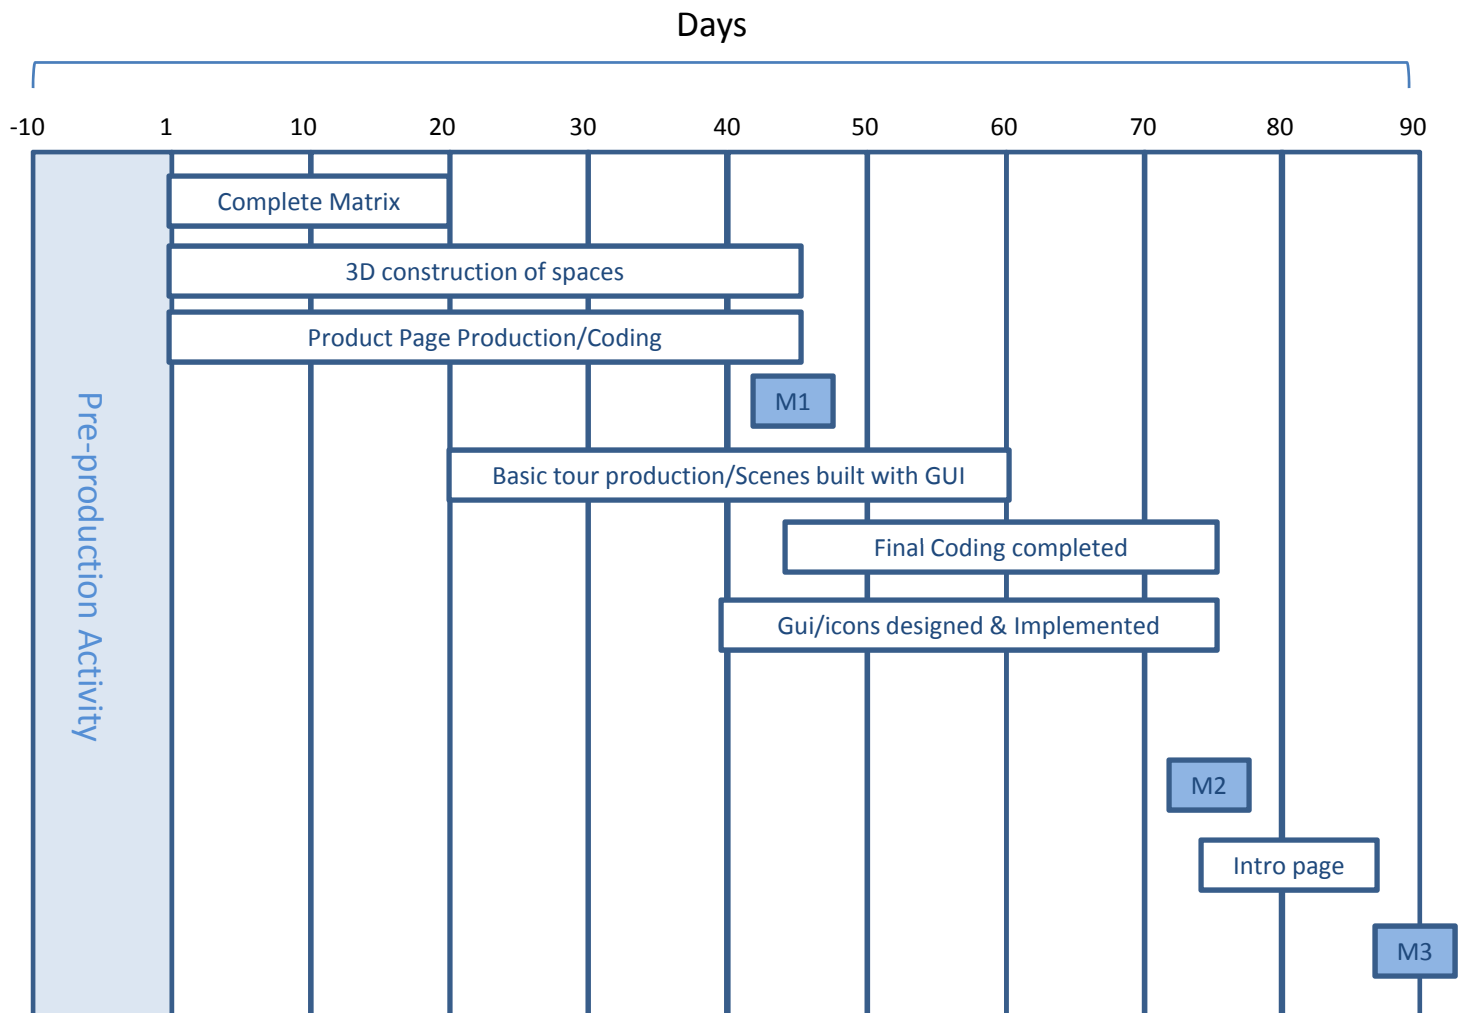 Days
-10 1 10 20 30 40 50 60 70 80 90
Complete Matrix
3D construction of spaces
Product Page Production/Coding
M1
Pre-production Activity
Basic tour production/Scenes built with GUI
Final Coding completed
Gui/icons designed & Implemented
M2
Intro page
M3